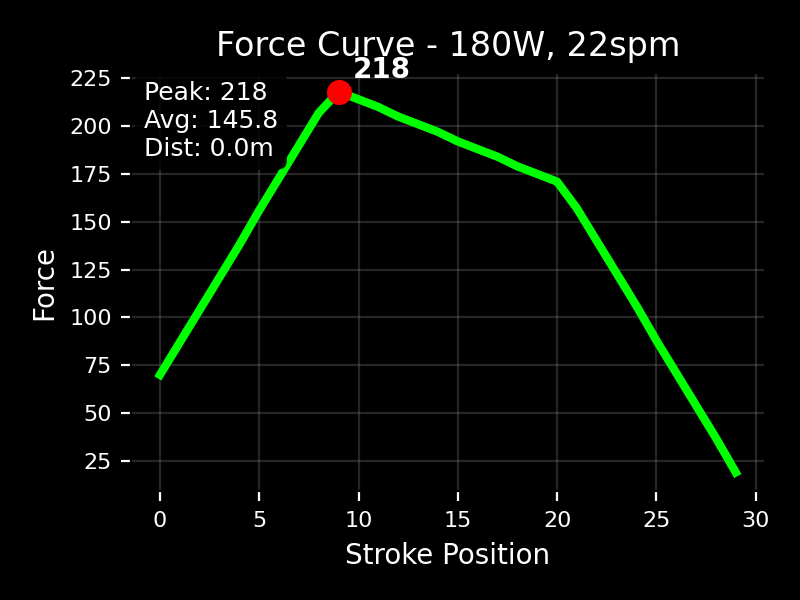 Force Curve - 180W, 22spm
218
Peak: 218
Avg: 145.8
Dist: 0.0m
225
200
175
150
125
100
75
50
25
Force
0 5 10 15 20 25 30
Stroke Position